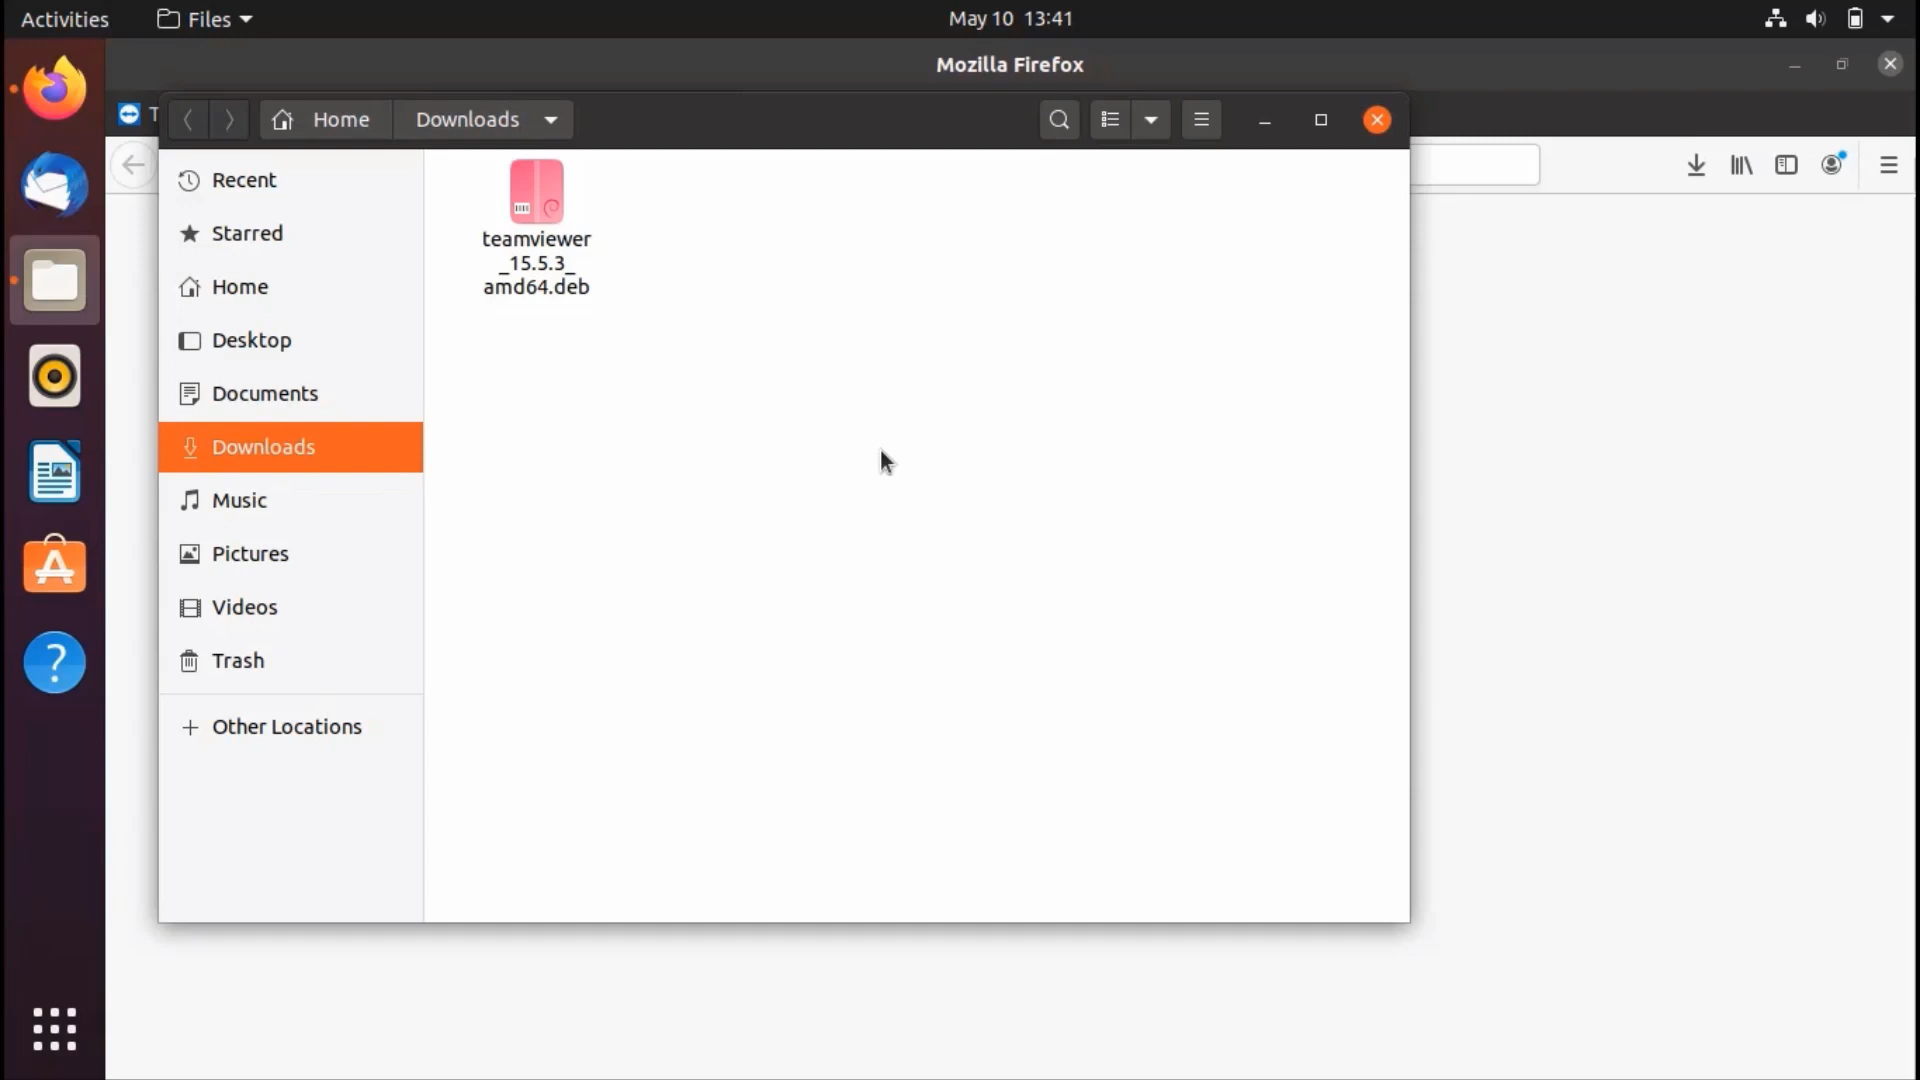 Activities
Files
May 10 13:41
Mozilla Firefox
T
Home
Downloads
Recent
Starred
Home
Desktop
Documents
Downloads
Music
Pictures
Videos
Trash
Other Locations
teamviewer
_15.5.3_
amd64.deb